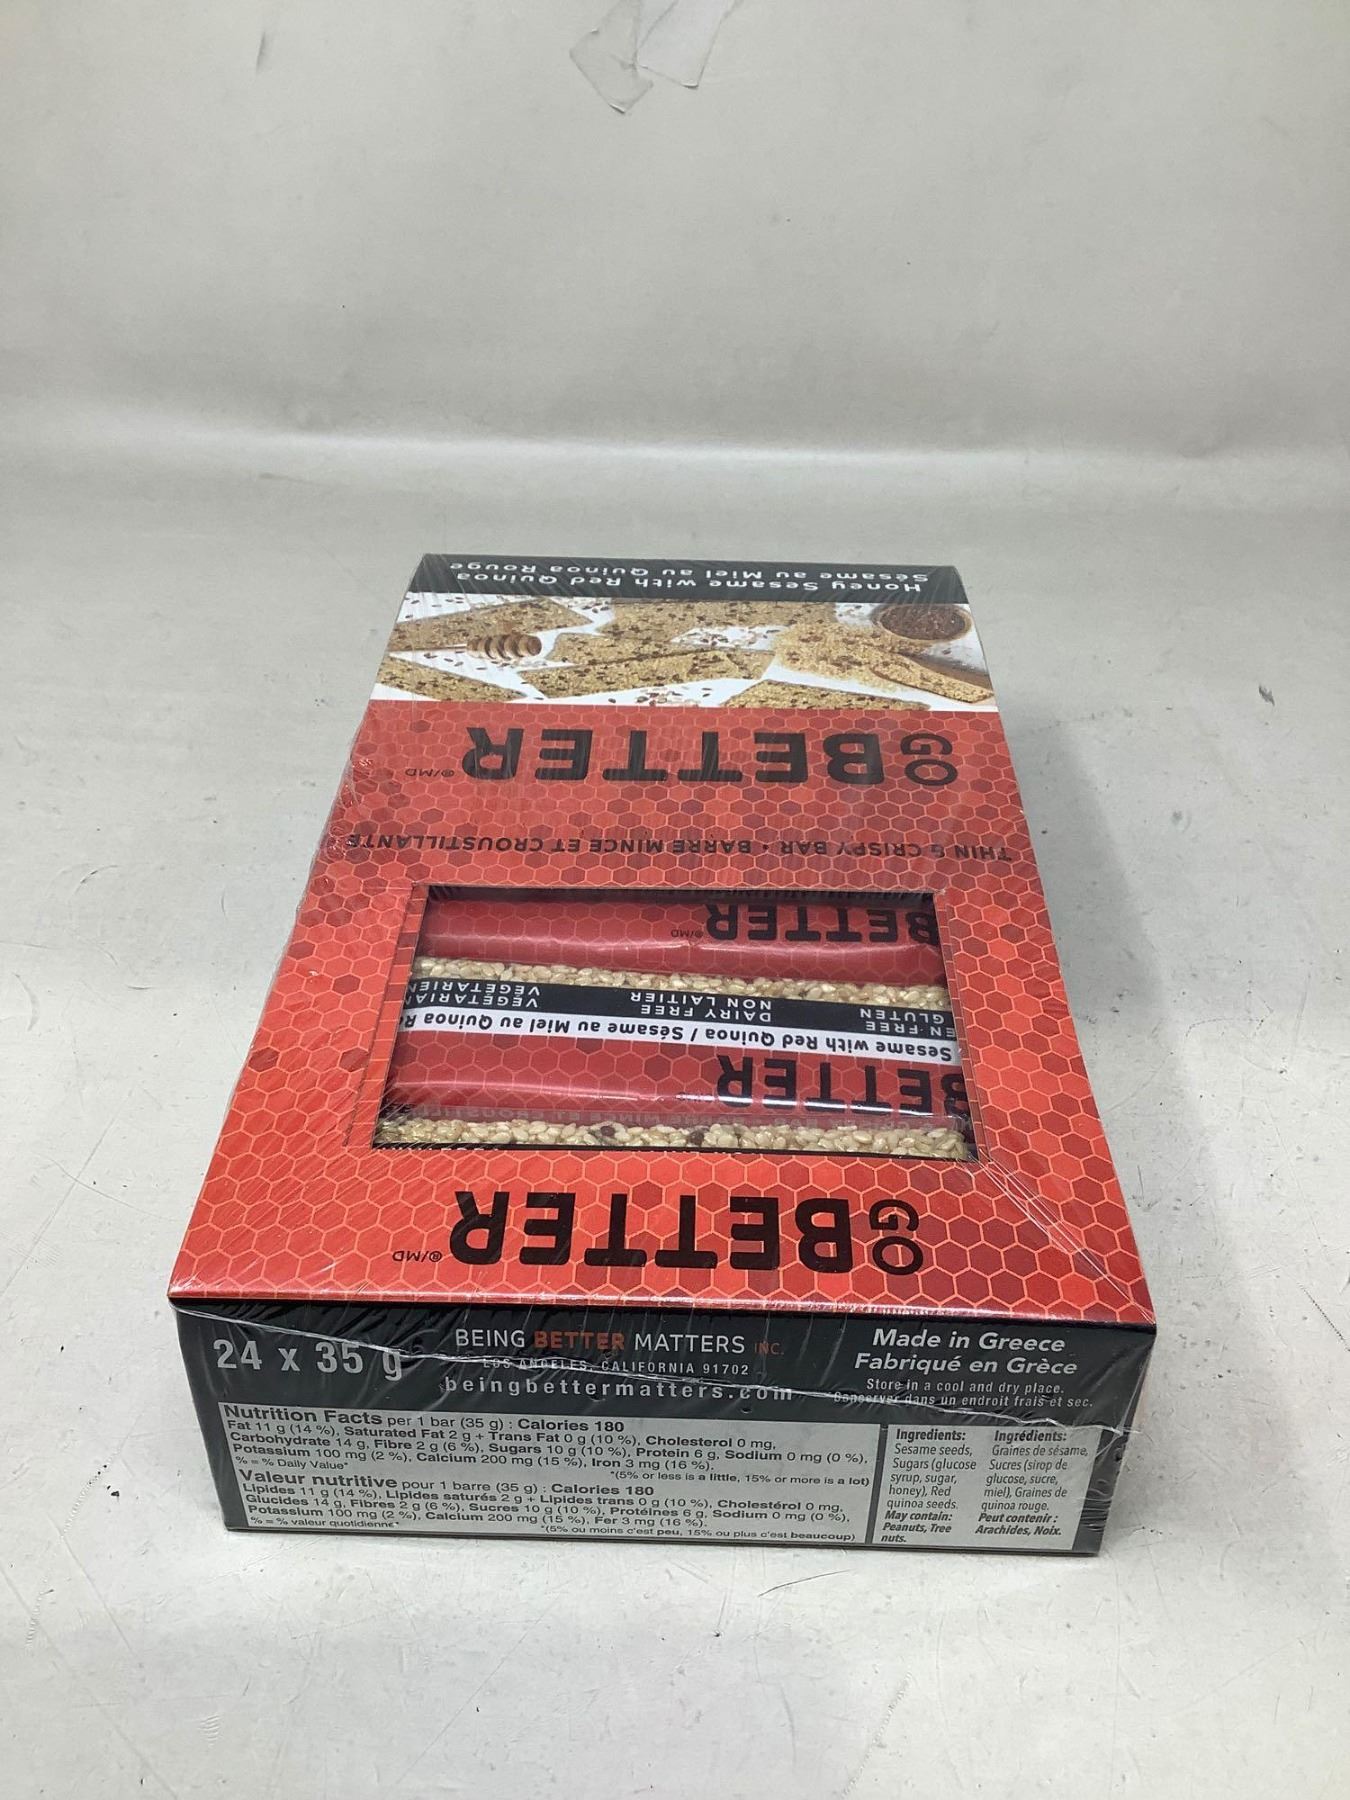 Honey Sesame with Red Quinoa
Sésame au Miel au Quinoa Rouge
GO BETTER ®/MD
THIN & CRISPY BAR • BARRE MINCE ET CROUSTILLANTE
BETTER ®/MD
EN FREE DAIRY FREE VEGETARIAN
GLUTEN NON LAITIER VÉGÉTARIEN
Sesame with Red Quinoa / Sésame au Miel au Quinoa
BETTER
GO BETTER ®/MD
24 x 35 g
BEING BETTER MATTERS INC.
LOS ANGELES, CALIFORNIA 91702
beingbettermatters.com
Made in Greece
Fabriqué en Grèce
Store in a cool and dry place.
Conserver dans un endroit frais et sec.
Nutrition Facts per 1 bar (35 g) : Calories 180
Fat 11 g (14 %), Saturated Fat 2 g + Trans Fat 0 g (10 %), Cholesterol 0 mg,
Carbohydrate 14 g, Fibre 2 g (6 %), Sugars 10 g (10 %), Protein 6 g, Sodium 0 mg (0 %),
Potassium 100 mg (2 %), Calcium 200 mg (15 %), Iron 3 mg (16 %).
% = % Daily Value* *(5% or less is a little, 15% or more is a lot)
Valeur nutritive pour 1 barre (35 g) : Calories 180
Lipides 11 g (14 %), Lipides saturés 2 g + Lipides trans 0 g (10 %), Cholestérol 0 mg,
Glucides 14 g, Fibres 2 g (6 %), Sucres 10 g (10 %), Protéines 6 g, Sodium 0 mg (0 %),
Potassium 100 mg (2 %), Calcium 200 mg (15 %), Fer 3 mg (16 %).
% = % valeur quotidienne* *(5% ou moins c'est peu, 15% ou plus c'est beaucoup)
Ingredients:
Sesame seeds,
Sugars (glucose
syrup, sugar,
honey), Red
quinoa seeds.
May contain:
Peanuts, Tree
nuts.
Ingrédients:
Graines de sésame,
Sucres (sirop de
glucose, sucre,
miel), Graines de
quinoa rouge.
Peut contenir :
Arachides, Noix.